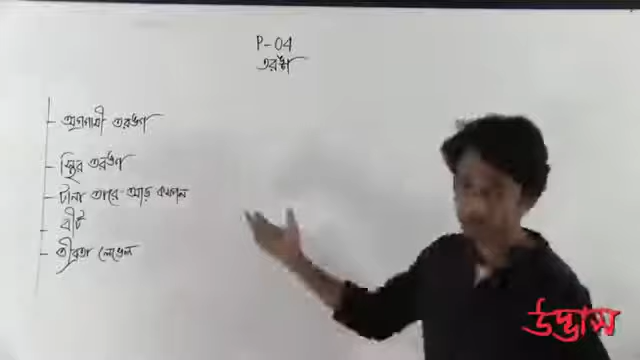 P-04
তরঙ্গ
অগ্রগামী তরঙ্গ
স্থির তরঙ্গ
টানা তারে আড় কম্পন
বীট
তীব্রতা লেভেল
উদ্ভাস